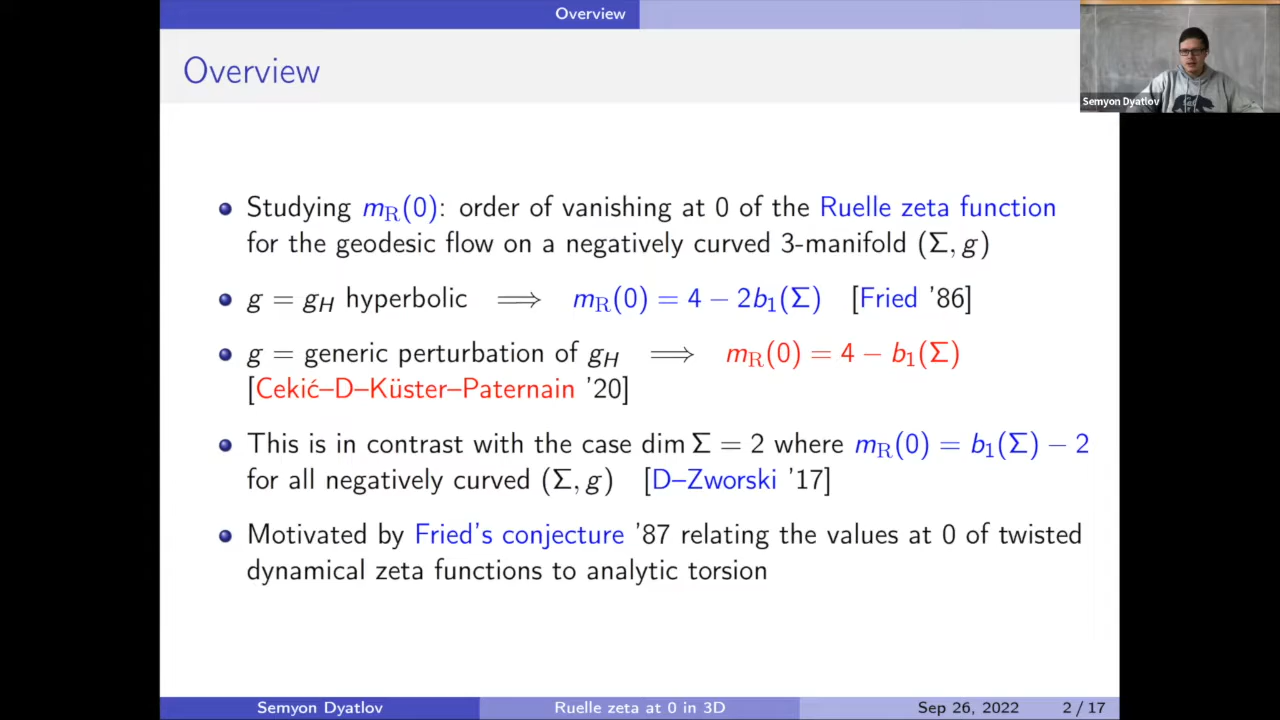 Overview
Overview
Semyon Dyatlov
Studying m_R(0): order of vanishing at 0 of the Ruelle zeta function
for the geodesic flow on a negatively curved 3-manifold (Σ, g)
g = g_H hyperbolic ⟹ m_R(0) = 4 − 2b_1(Σ) [Fried '86]
g = generic perturbation of g_H ⟹ m_R(0) = 4 − b_1(Σ)
[Cekić–D–Küster–Paternain '20]
This is in contrast with the case dim Σ = 2 where m_R(0) = b_1(Σ) − 2
for all negatively curved (Σ, g) [D–Zworski '17]
Motivated by Fried's conjecture '87 relating the values at 0 of twisted
dynamical zeta functions to analytic torsion
Semyon Dyatlov Ruelle zeta at 0 in 3D Sep 26, 2022 2 / 17